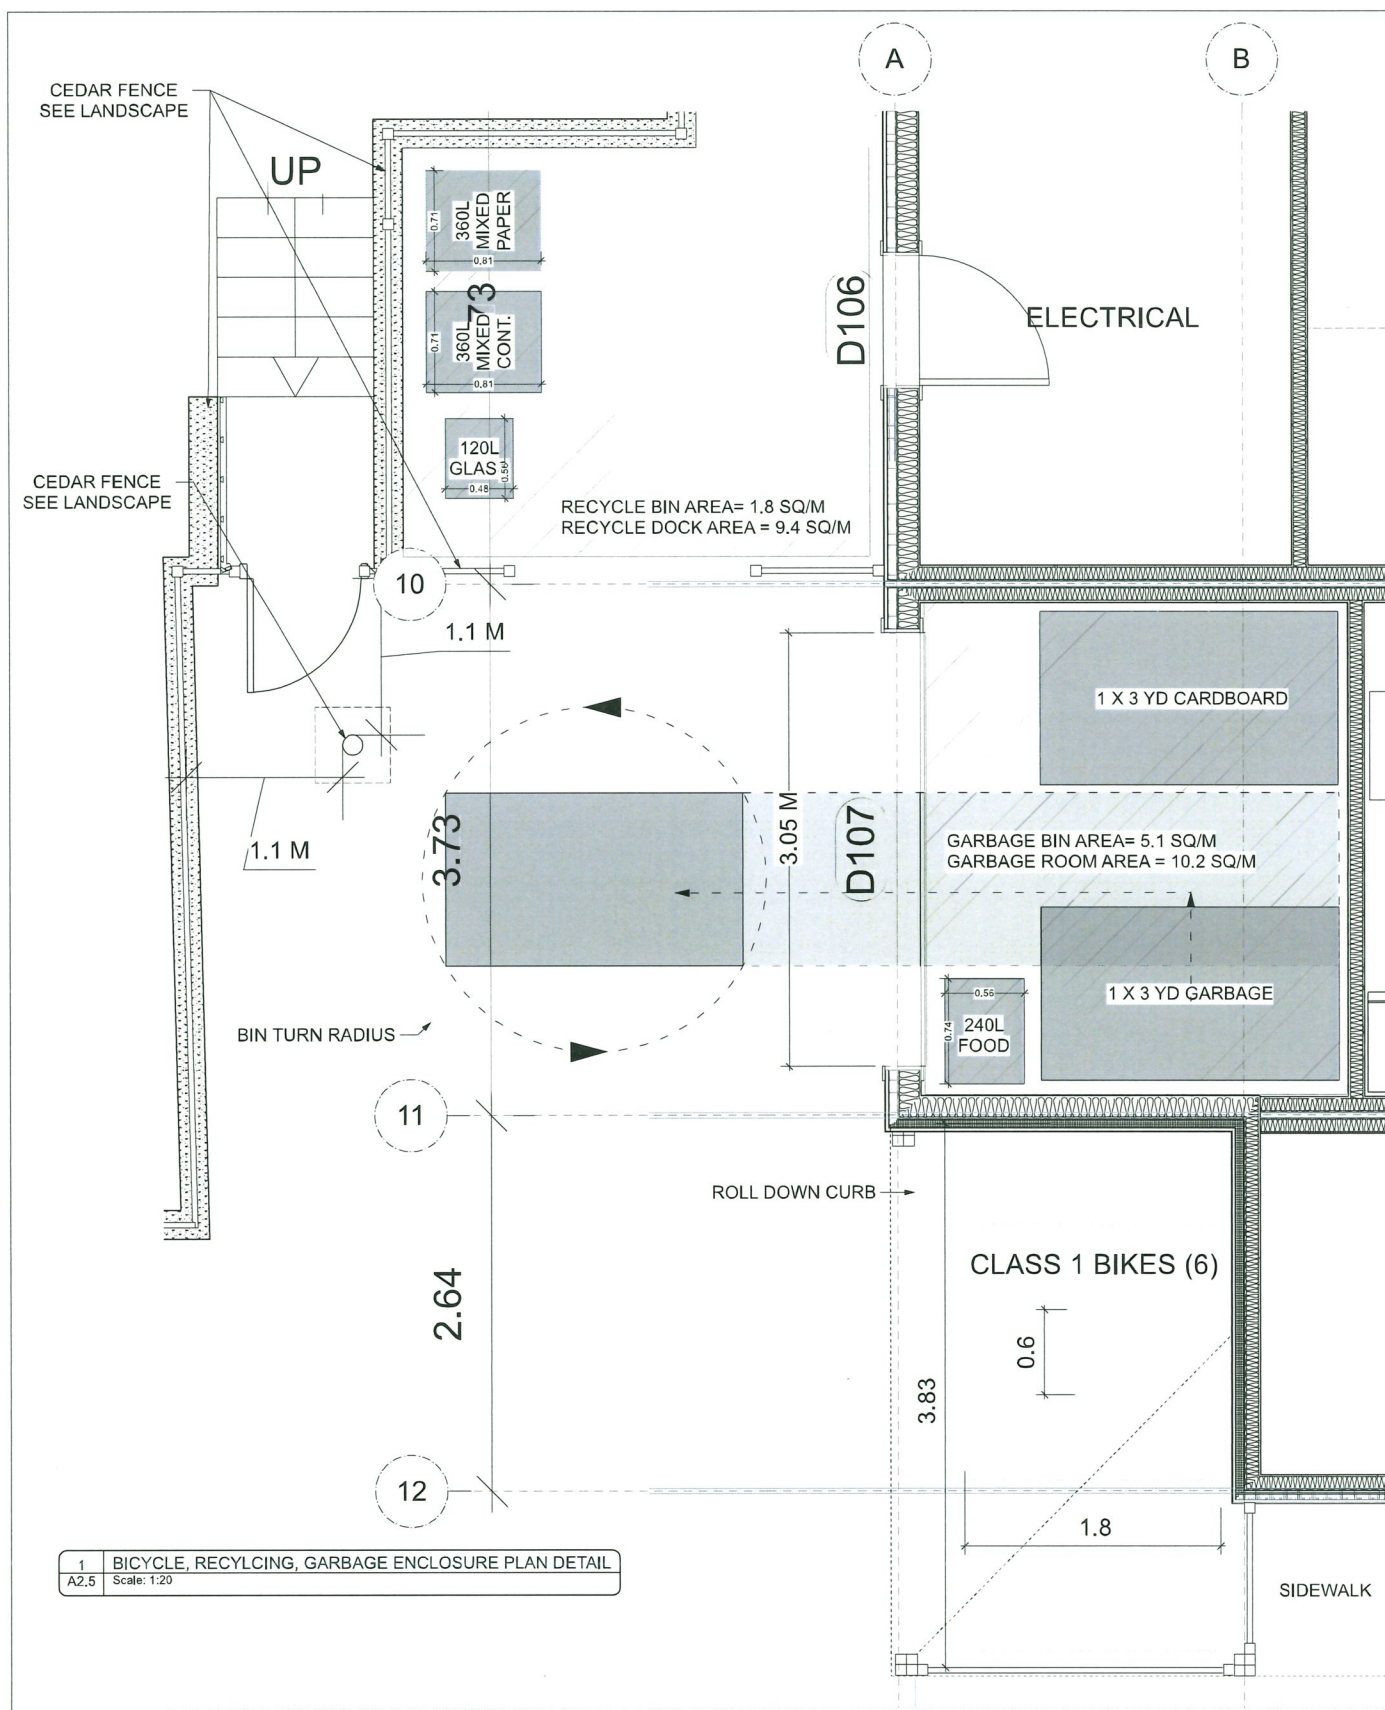 A
B
CEDAR FENCE
SEE LANDSCAPE
UP
0.71
360L
MIXED
PAPER
0.81
73
0.71
360L
MIXED
CONT.
0.81
D106
ELECTRICAL
120L
GLAS
0.56
0.48
CEDAR FENCE
SEE LANDSCAPE
RECYCLE BIN AREA= 1.8 SQ/M
RECYCLE DOCK AREA = 9.4 SQ/M
10
1.1 M
1 X 3 YD CARDBOARD
3.05 M
3.73
D107
1.1 M
GARBAGE BIN AREA= 5.1 SQ/M
GARBAGE ROOM AREA = 10.2 SQ/M
1 X 3 YD GARBAGE
0.56
0.74
240L
FOOD
BIN TURN RADIUS
11
ROLL DOWN CURB
CLASS 1 BIKES (6)
2.64
0.6
3.83
12
1.8
1 BICYCLE, RECYLCING, GARBAGE ENCLOSURE PLAN DETAIL
A2.5 Scale: 1:20
SIDEWALK